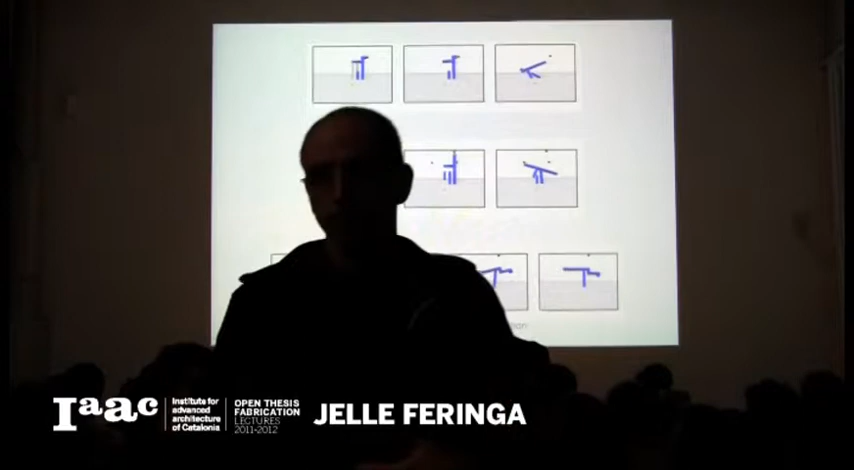 Iaac
Institute for
advanced
architecture
of Catalonia
OPEN THESIS
FABRICATION
LECTURES
2011-2012
JELLE FERINGA